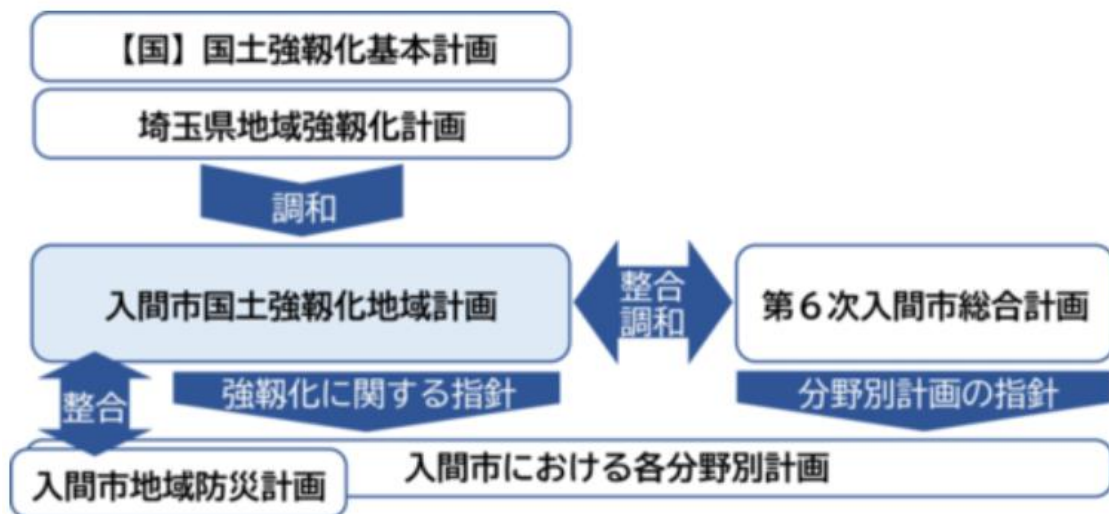 【国】国土強靱化基本計画
埼玉県地域強靱化計画
調和
入間市国土強靱化地域計画
整合
調和
第６次入間市総合計画
整合
強靱化に関する指針
分野別計画の指針
入間市における各分野別計画
入間市地域防災計画